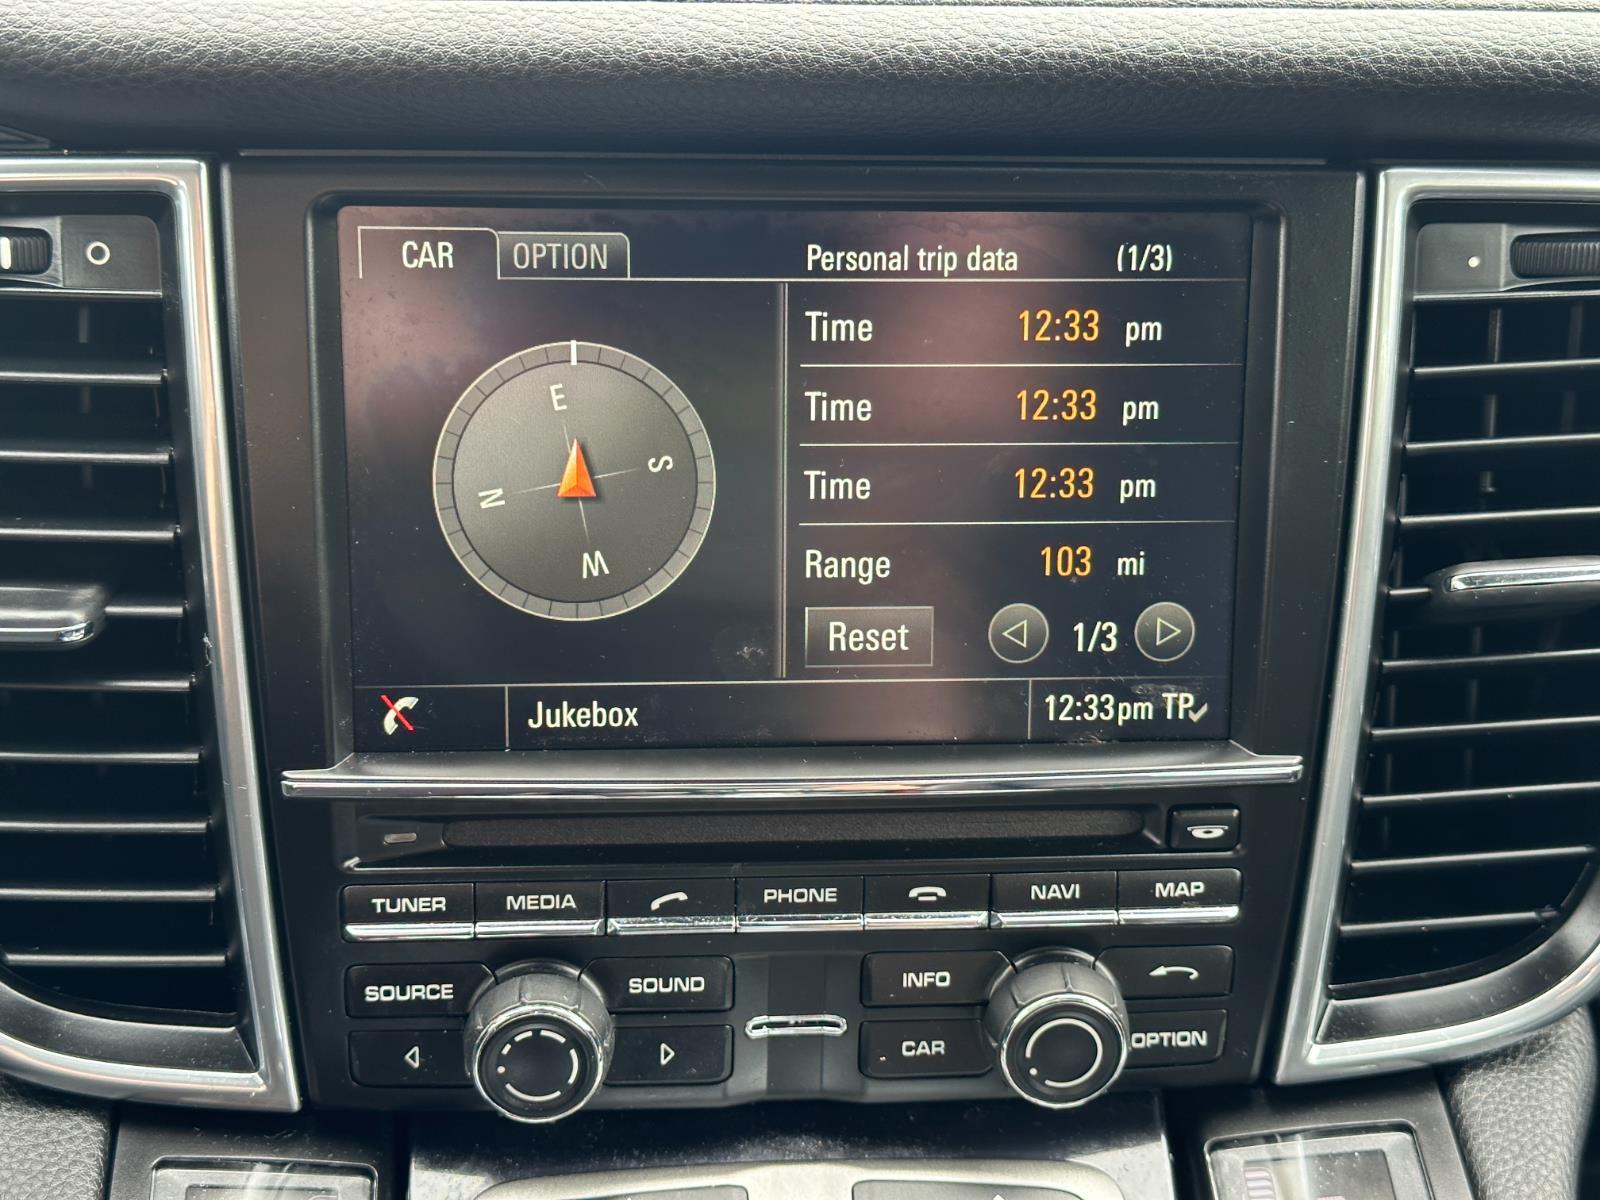 CAR OPTION Personal trip data (1/3)
Time 12:33 pm
Time 12:33 pm
Time 12:33 pm
Range 103 mi
Reset 1/3
E
S
N
W
Jukebox 12:33pm TP
TUNER MEDIA PHONE NAVI MAP
SOURCE SOUND INFO
CAR OPTION